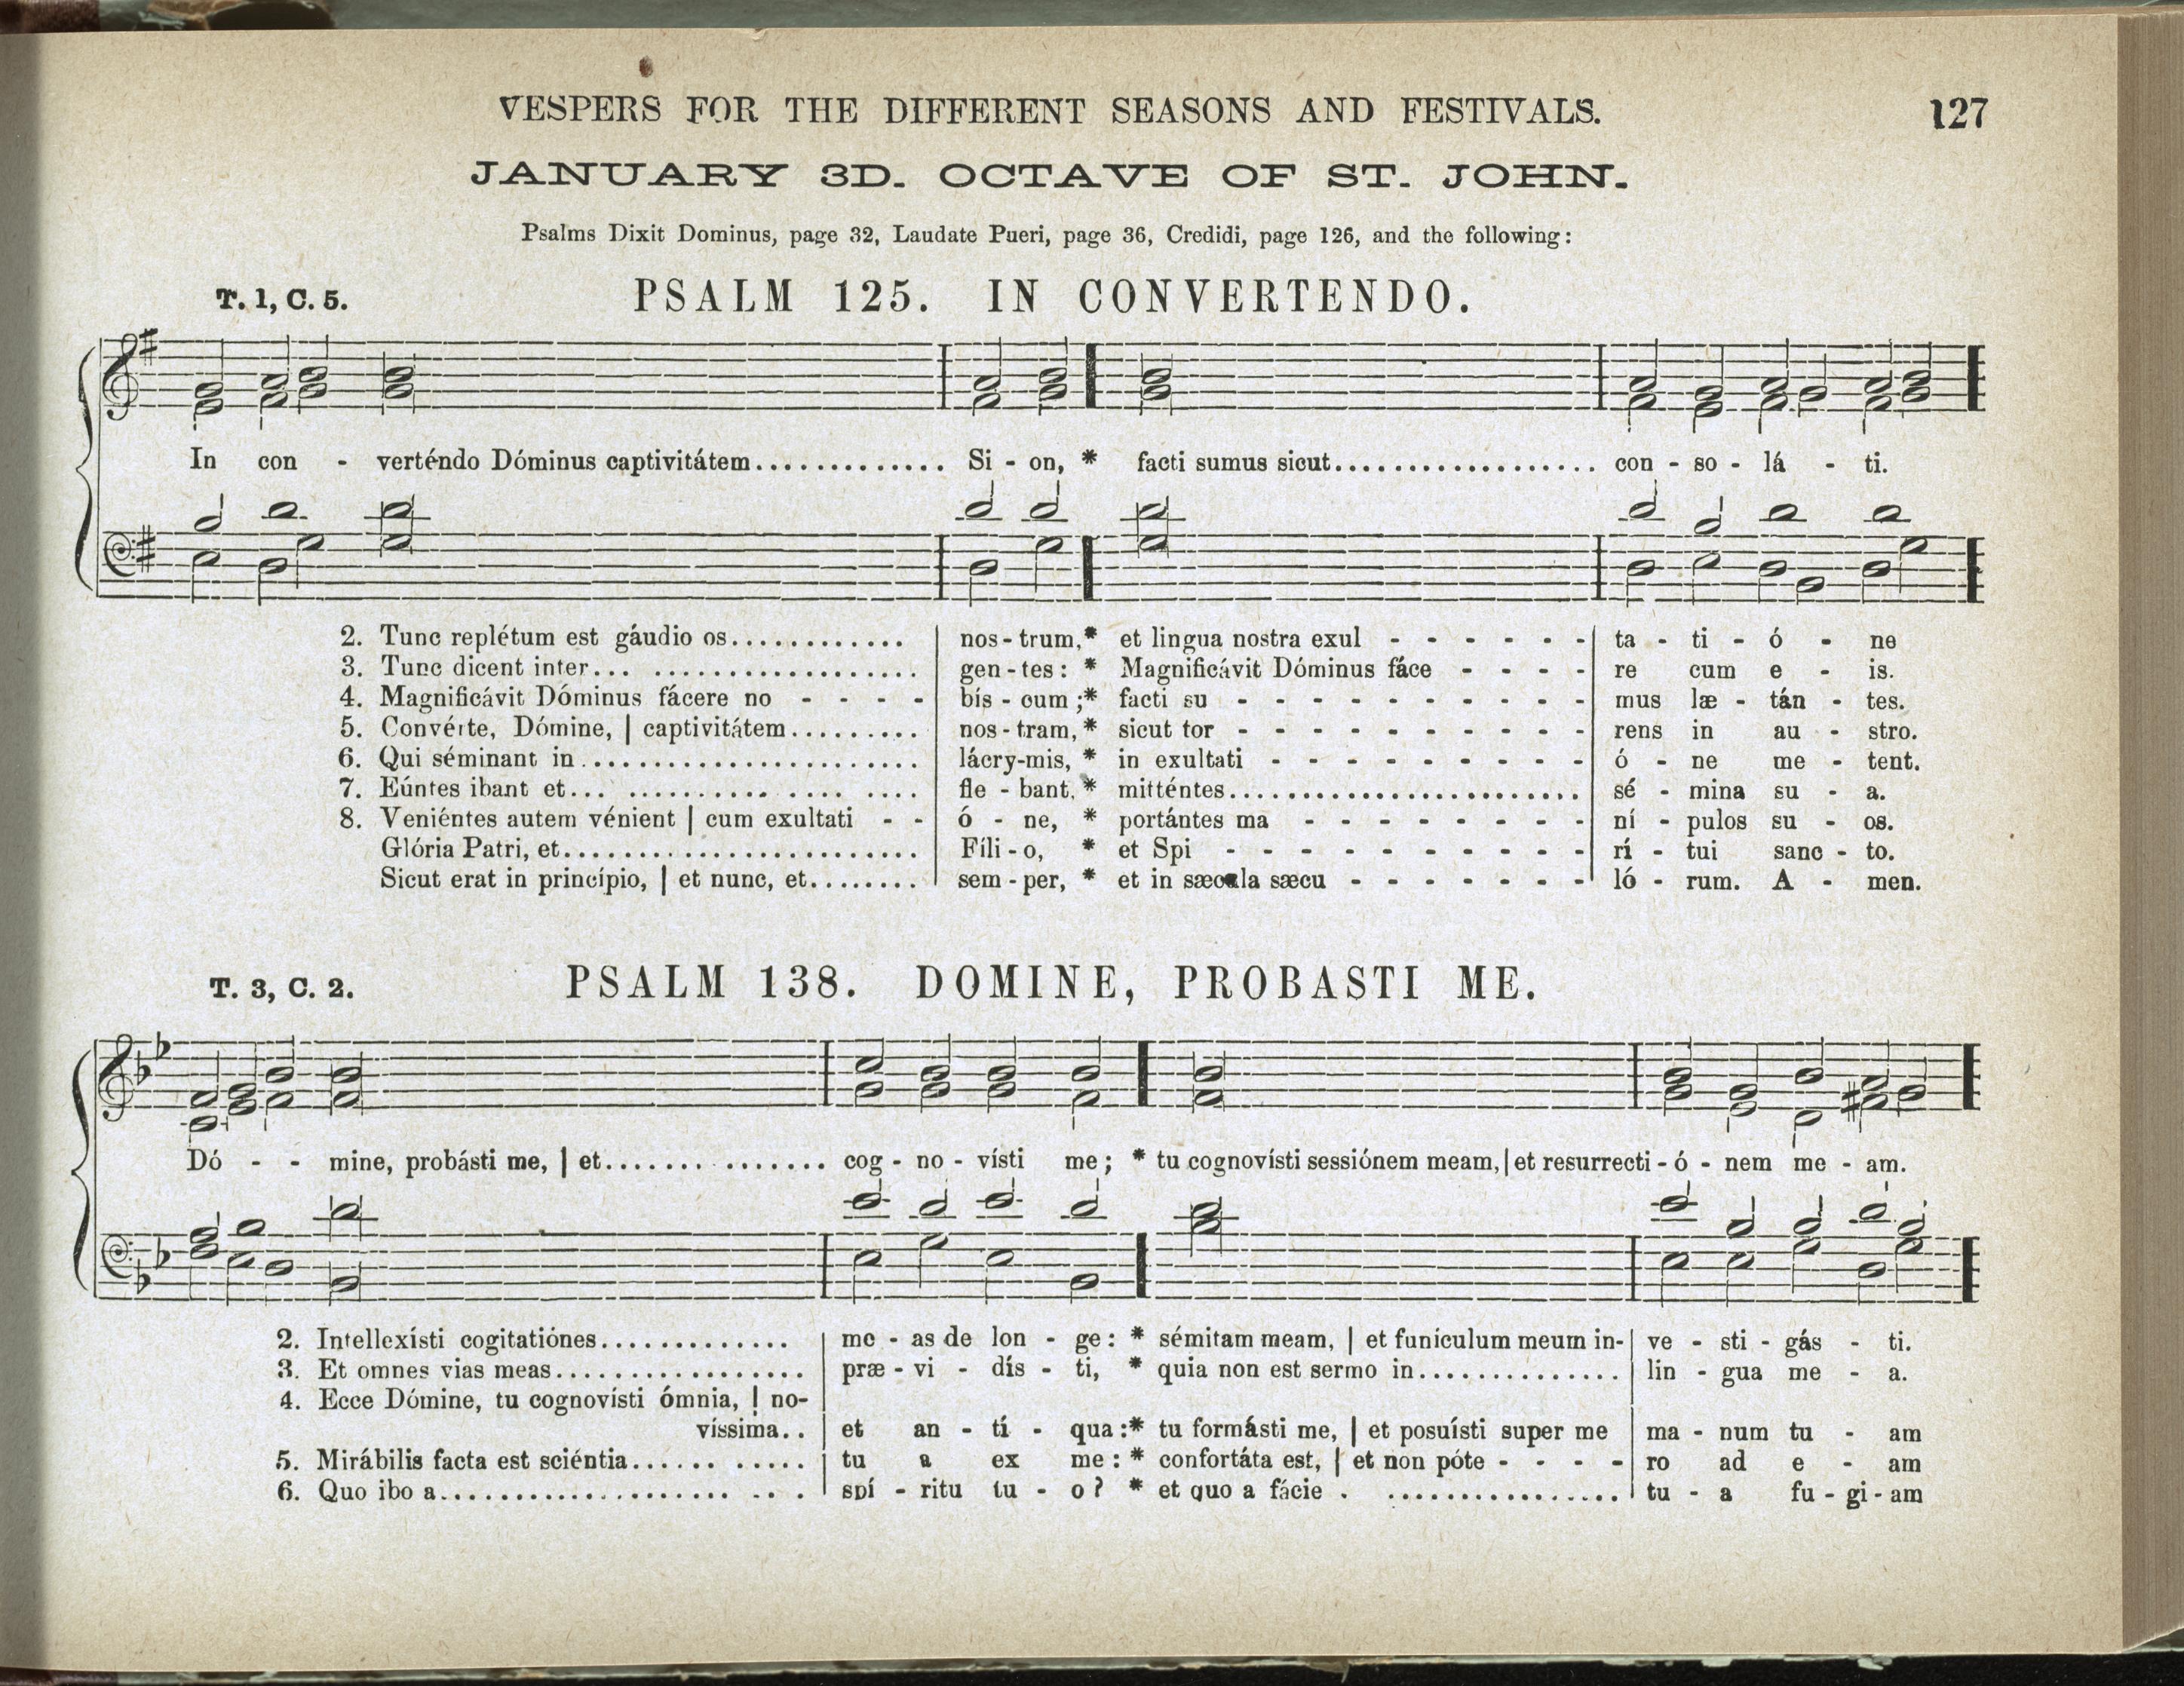 VESPERS FOR THE DIFFERENT SEASONS AND FESTIVALS. 127
JANUARY 3D. OCTAVE OF ST. JOHN.
Psalms Dixit Dominus, page 32, Laudate Pueri, page 36, Credidi, page 126, and the following:
T. 1, C. 5. PSALM 125. IN CONVERTENDO.
In con - verténdo Dóminus captivitátem............. Si - on, * facti sumus sicut.................. con - so - lá - ti.
2. Tunc replétum est gáudio os............ | nos - trum,* et lingua nostra exul - - - - - - | ta - ti - ó - ne
3. Tunc dicent inter... .................. | gen - tes: * Magnificávit Dóminus fáce - - - - | re cum e - is.
4. Magnificávit Dóminus fácere no - - - - | bís - cum ;* facti su - - - - - - - - - - | mus læ - tán - tes.
5. Convérte, Dómine, | captivitátem......... | nos - tram, * sicut tor - - - - - - - - - - | rens in au - stro.
6. Qui séminant in....................... | lácry-mis, * in exultati - - - - - - - - - | ó - ne me - tent.
7. Eúntes ibant et... .......... .... .... | fle - bant. * mitténtes........................ | sé - mina su - a.
8. Veniéntes autem vénient | cum exultati - - | ó - ne, * portántes ma - - - - - - - - | ní - pulos su - os.
Glória Patri, et........................ | Fíli - o, * et Spi - - - - - - - - - - | rí - tui sanc - to.
Sicut erat in princípio, | et nunc, et........ | sem - per, * et in sæcula sæcu - - - - - - - | ló - rum. A - men.
T. 3, C. 2. PSALM 138. DOMINE, PROBASTI ME.
Dó - - mine, probásti me, | et....... ....... cog - no - vísti me; * tu cognovísti sessiónem meam, | et resurrecti - ó - nem me - am.
2. Intellexísti cogitatiónes............. | me - as de lon - ge: * sémitam meam, | et funículum meum in- | ve - sti - gás - ti.
3. Et omnes vias meas................. | præ - vi - dís - ti, * quia non est sermo in.............. | lin - gua me - a.
4. Ecce Dómine, tu cognovísti ómnia, | no-
víssima.. | et an - tí - qua :* tu formásti me, | et posuísti super me | ma - num tu - am
5. Mirábilis facta est sciéntia...... ..... | tu a ex me : * confortáta est, | et non póte - - - - | ro ad e - am
6. Quo ibo a..................... .. . | spí - ritu tu - o? * et quo a fácie . ................. | tu - a fu - gi - am